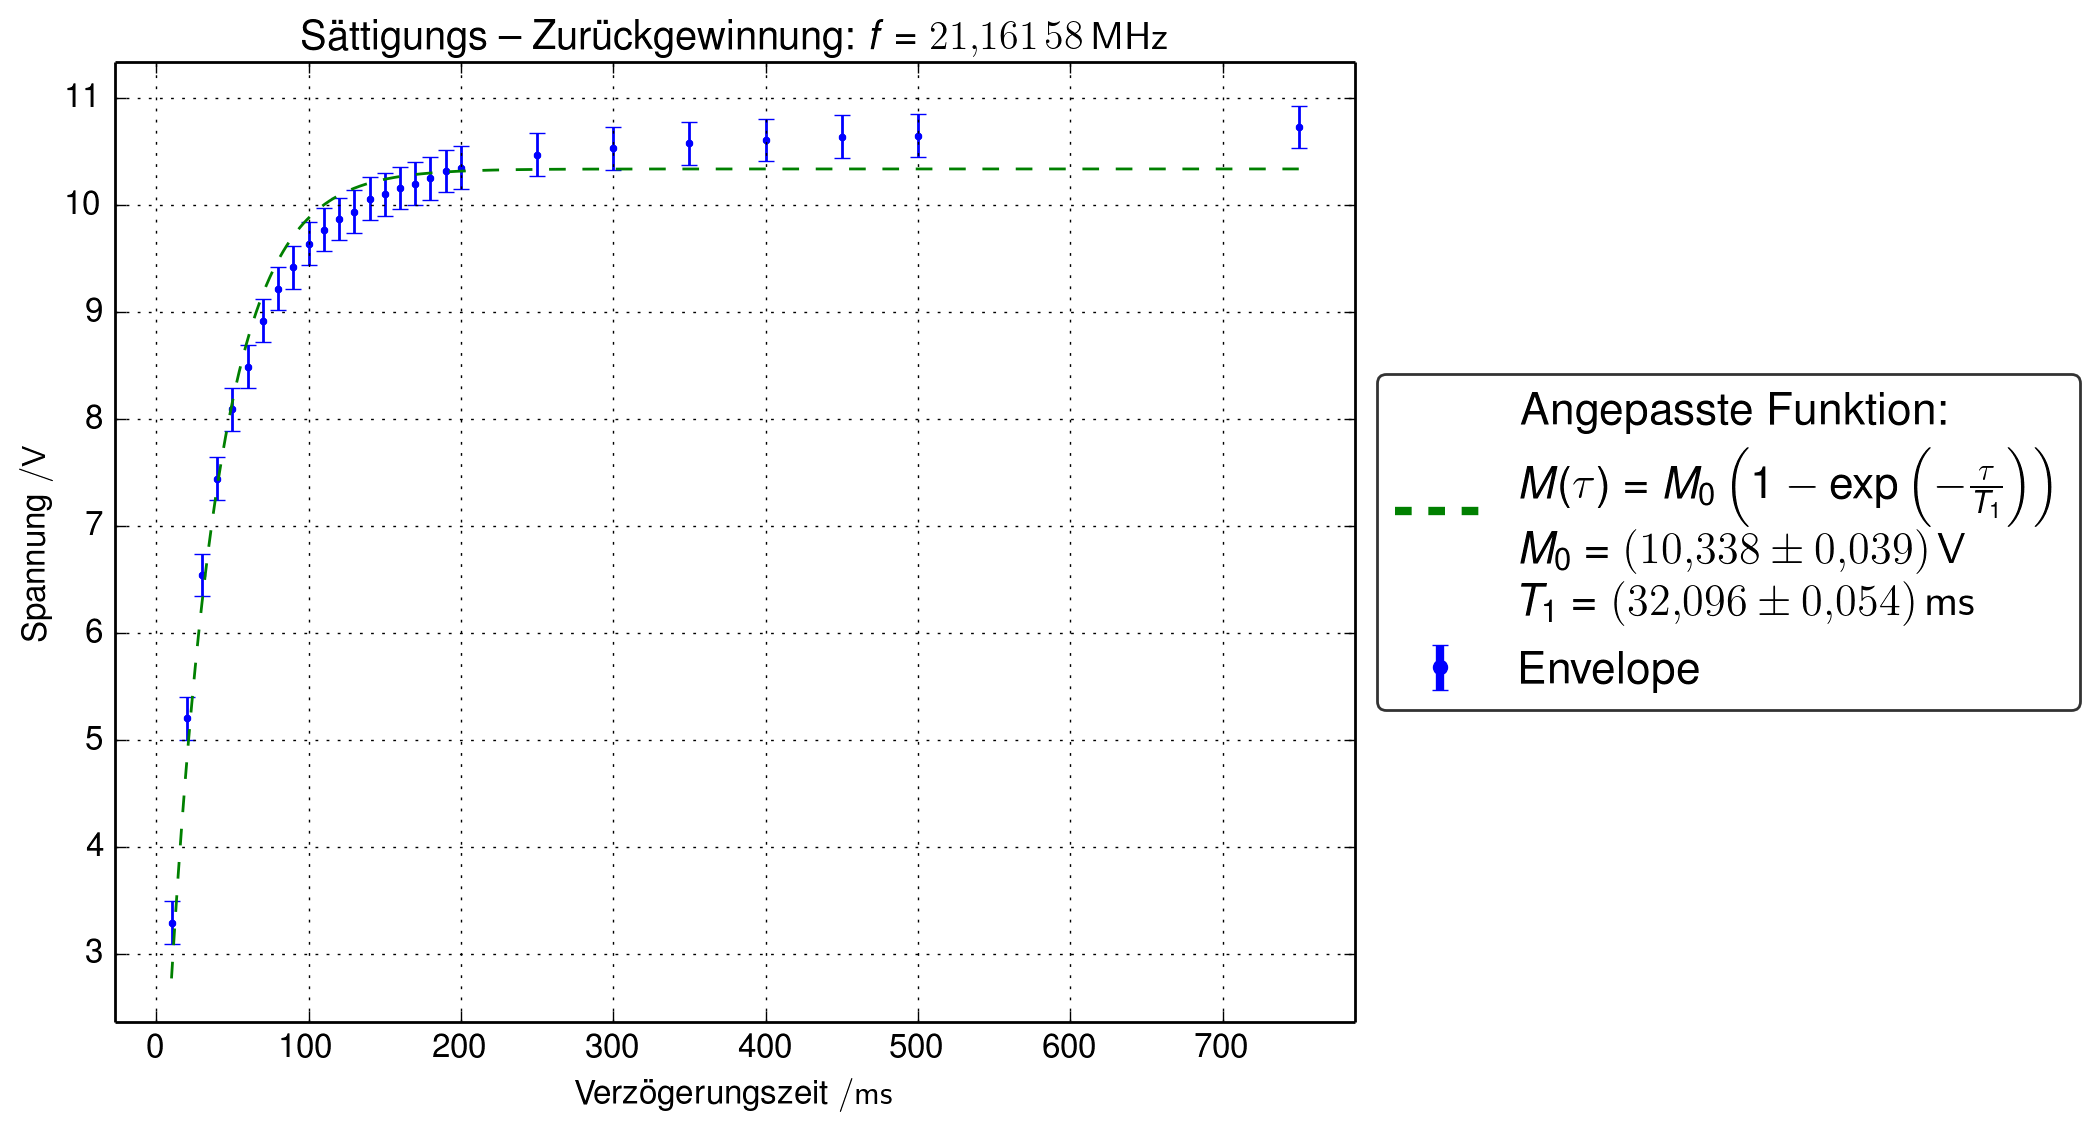 Sättigungs – Zurückgewinnung: f = 21,161 58 MHz
11
10
9
8
7
6
5
4
3
Spannung /V
0 100 200 300 400 500 600 700
Verzögerungszeit /ms
Angepasste Funktion:
M(τ) = M₀ (1 − exp (−τ/T₁))
M₀ = (10,338 ± 0,039) V
T₁ = (32,096 ± 0,054) ms
Envelope